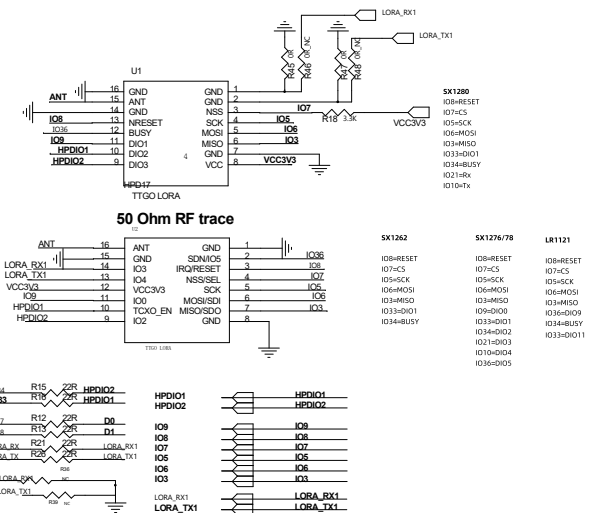 LORA_RX1
LORA_TX1
R45 0R
R46 0R_NC
R47 0R
R48 0R_NC
U1
ANT 16 GND GND 1
15 ANT GND 2
14 GND NSS 3 IO7
R18 3.3K VCC3V3
IO8 13 NRESET SCK 4 IO5
IO36 12 BUSY MOSI 5 IO6
IO9 11 DIO1 MISO 6 IO3
HPDIO1 10 DIO2 GND 7
HPDIO2 9 DIO3 VCC 8 VCC3V3
4
HPD17
TTGO LORA
SX1280
IO8=RESET
IO7=CS
IO5=SCK
IO6=MOSI
IO3=MISO
IO33=DIO1
IO34=BUSY
IO21=Rx
IO10=Tx
50 Ohm RF trace
U2
ANT 16 ANT GND 1
15 GND SDN/IO5 2 IO36
LORA_RX1 14 IO3 IRQ/RESET 3 IO8
LORA_TX1 13 IO4 NSS/SEL 4 IO7
VCC3V3 12 VCC3V3 SCK 5 IO5
IO9 11 IO0 MOSI/SDI 6 IO6
HPDIO1 10 TCXO_EN MISO/SDO 7 IO3
HPDIO2 9 IO2 GND 8
TTGO LORA
SX1262
IO8=RESET
IO7=CS
IO5=SCK
IO6=MOSI
IO3=MISO
IO33=DIO1
IO34=BUSY
SX1276/78
IO8=RESET
IO7=CS
IO5=SCK
IO6=MOSI
IO3=MISO
IO9=DIO0
IO33=DIO1
IO34=DIO2
IO21=DIO3
IO10=DIO4
IO36=DIO5
LR1121
IO8=RESET
IO7=CS
IO5=SCK
IO6=MOSI
IO3=MISO
IO36=DIO9
IO34=BUSY
IO33=DIO11
R15 22R HPDIO2
R16 22R HPDIO1
R12 22R D0
R13 22R D1
R21 22R LORA_RX1
R26 22R LORA_TX1
LORA_RX1 R38 NC
LORA_TX1 R39 NC
HPDIO1 HPDIO1
HPDIO2 HPDIO2
IO9 IO9
IO8 IO8
IO7 IO7
IO5 IO5
IO6 IO6
IO3 IO3
LORA_RX1 LORA_RX1
LORA_TX1 LORA_TX1